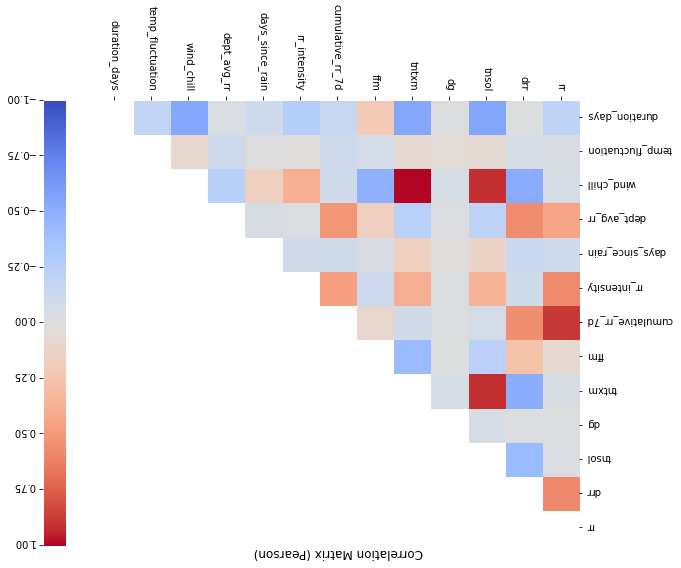 Correlation Matrix (Pearson)
rr
drr
tnsol
dg
tntxm
ffm
cumulative_rr_7d
rr_intensity
days_since_rain
dept_avg_rr
wind_chill
temp_fluctuation
duration_days
rr
drr
tnsol
dg
tntxm
ffm
cumulative_rr_7d
rr_intensity
days_since_rain
dept_avg_rr
wind_chill
temp_fluctuation
duration_days
1.00
0.75
0.50
0.25
0.00
−0.25
−0.50
−0.75
−1.00